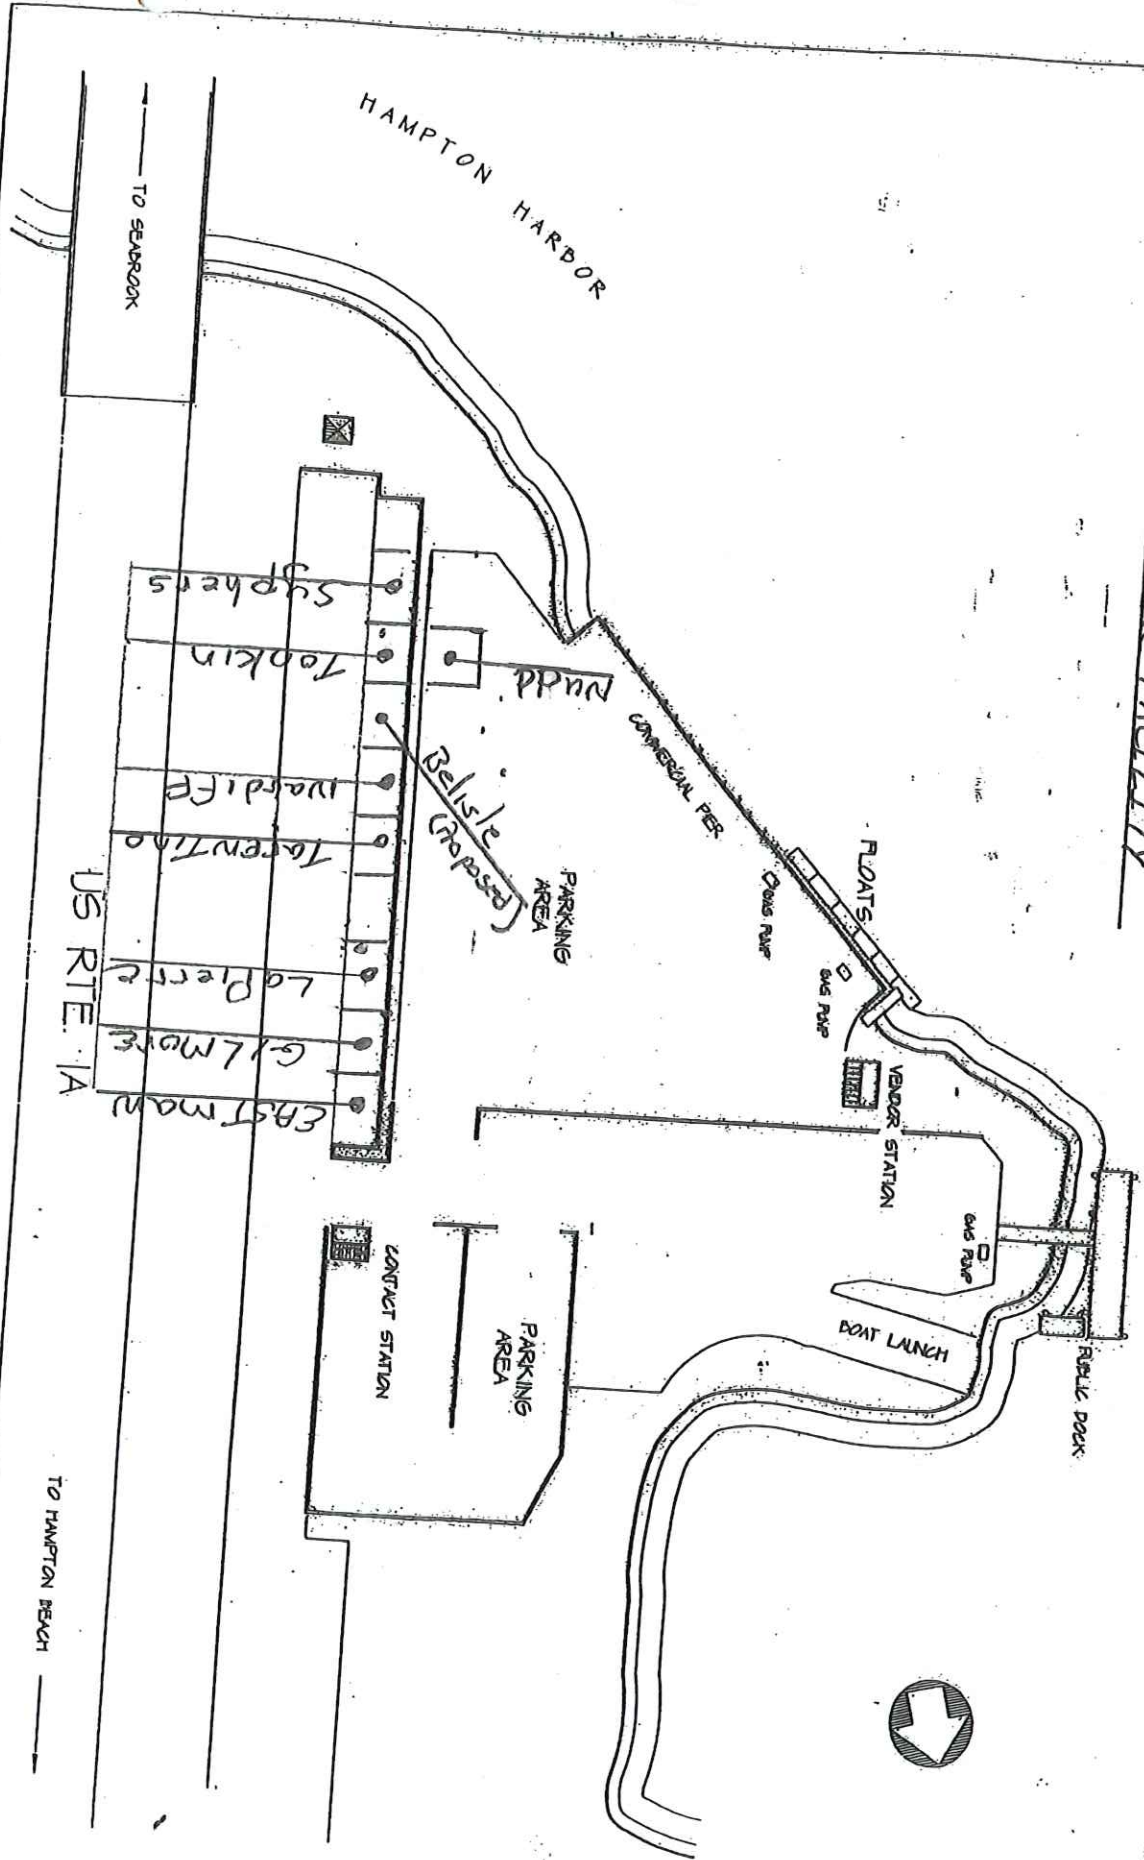 HAMPTON HARBOR
← TO SEABROOK
Syphers
Tonkin
Nudd
Belisle
(Proposed)
Wardiff
Tarentino
LaPierre
GILMORE
EASTMAN
US RTE. 1A
COMMERCIAL PIER
PARKING
AREA
FLOATS
GAS PUMP
GAS PUMP
VENDOR STATION
GAS PUMP
PUBLIC DOCK
BOAT LAUNCH
CONTACT STATION
PARKING
AREA
TO HAMPTON BEACH →